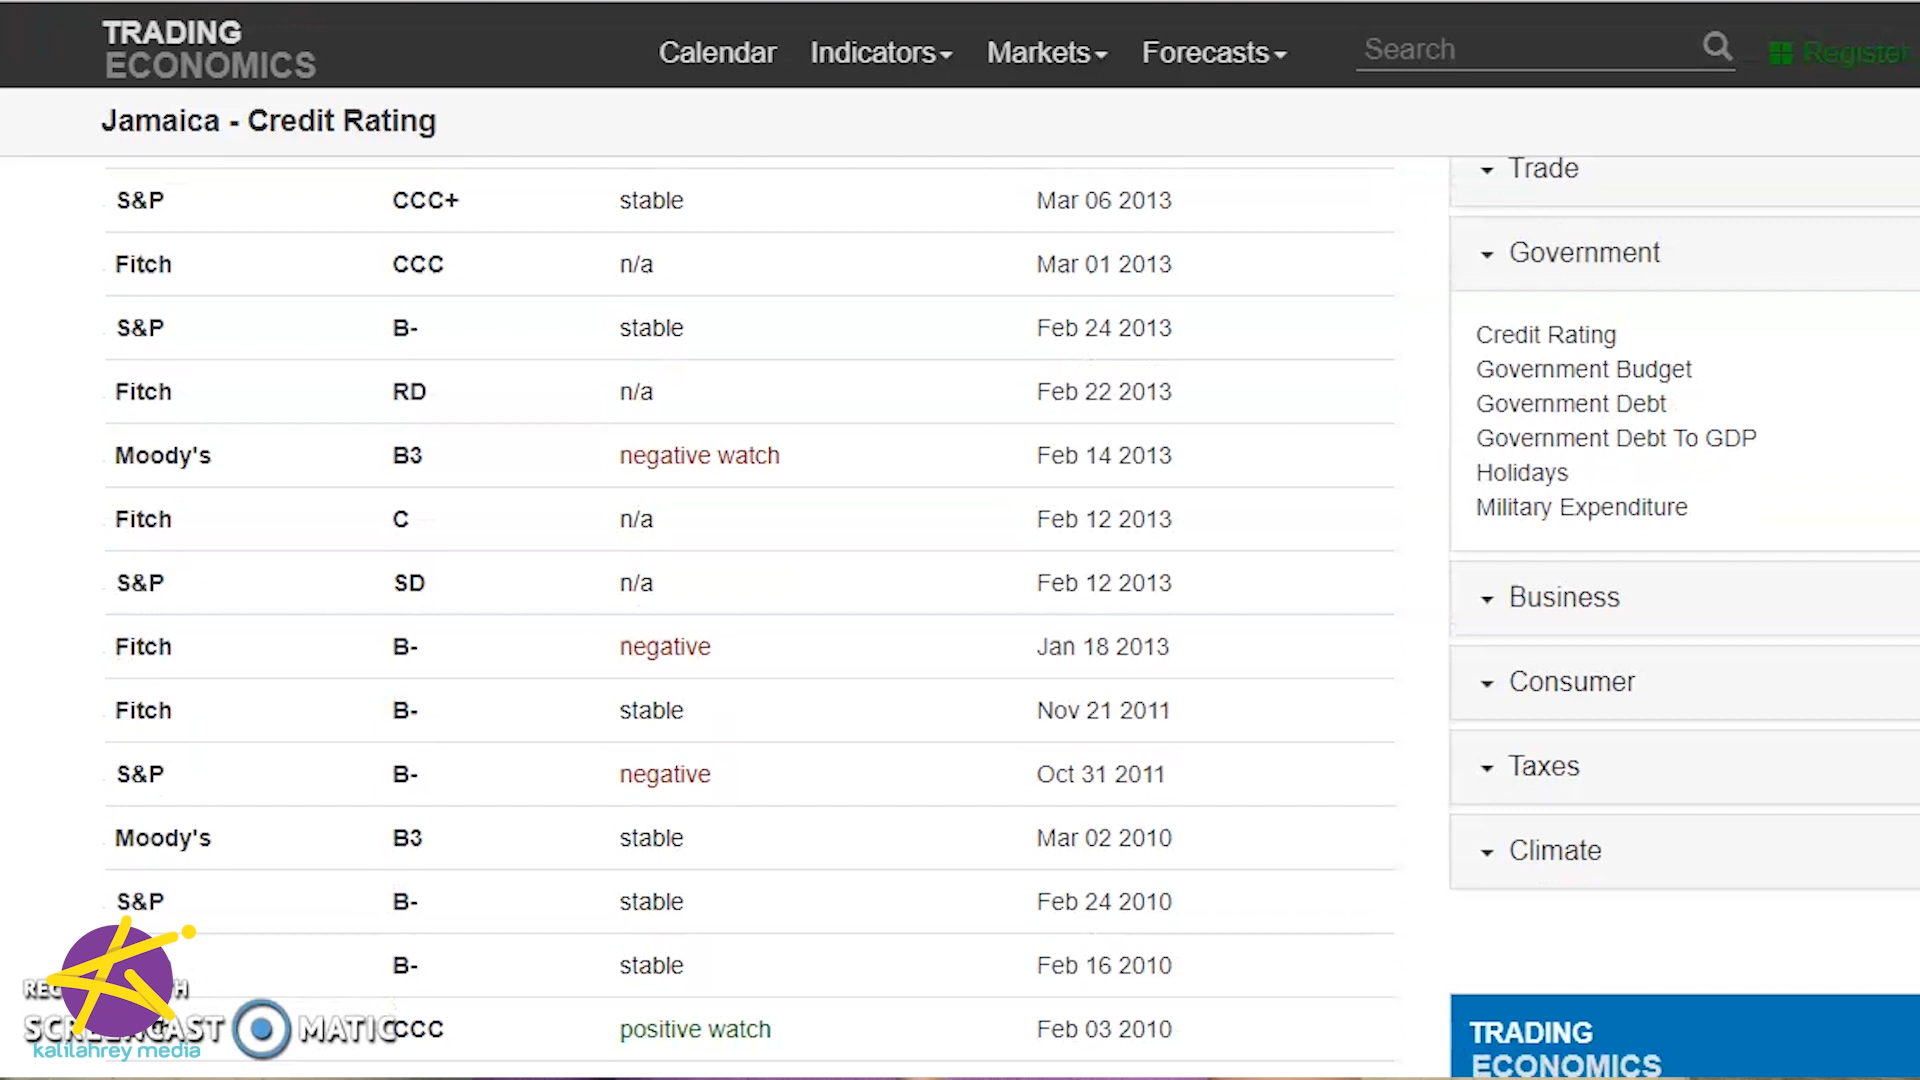 TRADING
ECONOMICS
Calendar Indicators Markets Forecasts Search Register
Jamaica - Credit Rating
S&P CCC+ stable Mar 06 2013
Fitch CCC n/a Mar 01 2013
S&P B- stable Feb 24 2013
Fitch RD n/a Feb 22 2013
Moody's B3 negative watch Feb 14 2013
Fitch C n/a Feb 12 2013
S&P SD n/a Feb 12 2013
Fitch B- negative Jan 18 2013
Fitch B- stable Nov 21 2011
S&P B- negative Oct 31 2011
Moody's B3 stable Mar 02 2010
S&P B- stable Feb 24 2010
B- stable Feb 16 2010
CCC positive watch Feb 03 2010
Trade
Government
Credit Rating
Government Budget
Government Debt
Government Debt To GDP
Holidays
Military Expenditure
Business
Consumer
Taxes
Climate
TRADING
ECONOMICS
MATIC
kalilahrey media